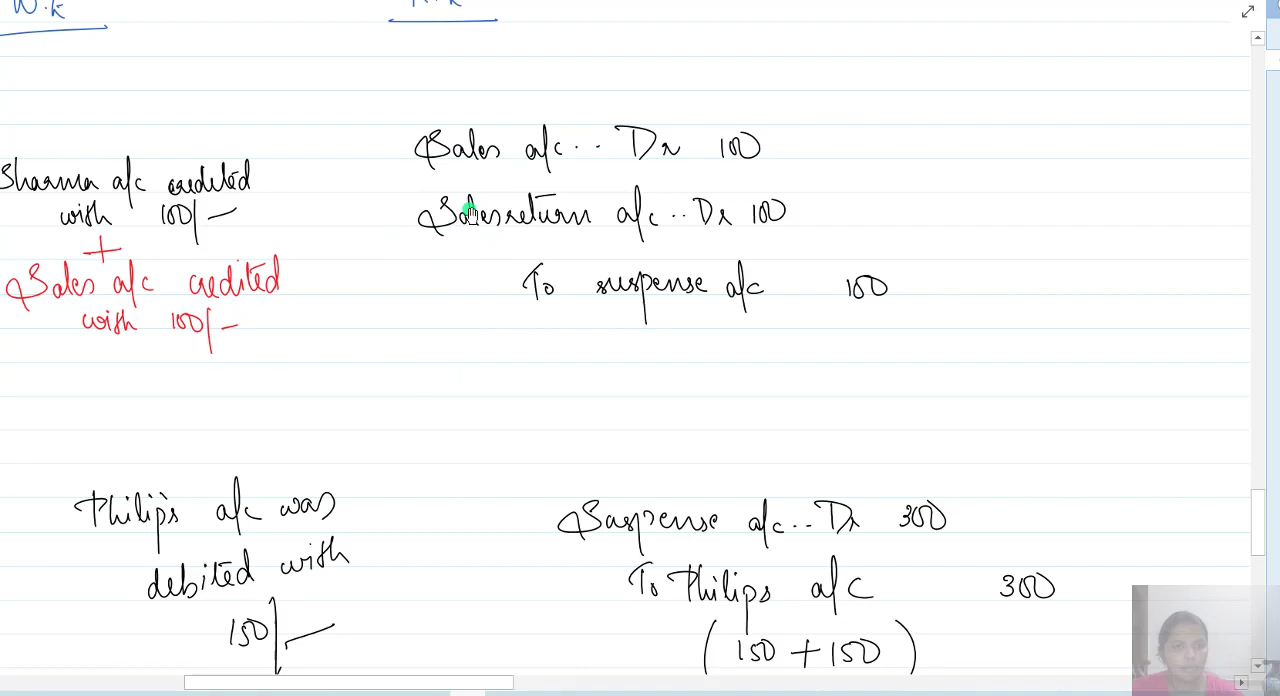 Sharma a/c credited
with 100/-
+
Sales a/c credited
with 100/-
Sales a/c.. Dr 100
Sales return a/c.. Dr 100
To suspense a/c 100
Philips a/c was
debited with
150/-
Suspense a/c.. Dr 300
To Philips a/c 300
(150 + 150)